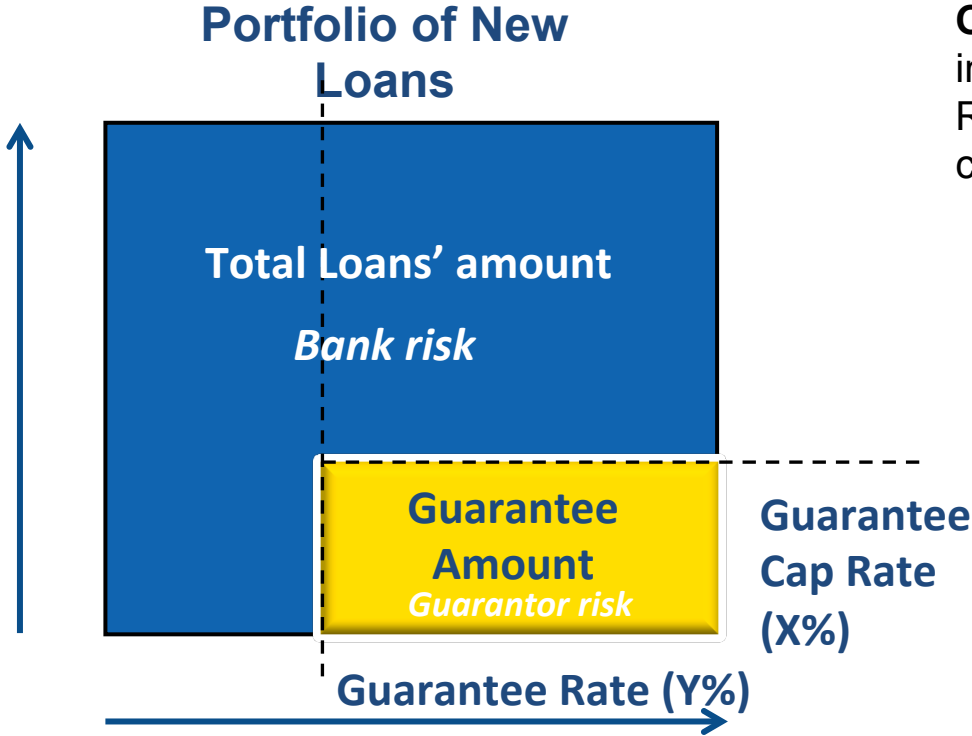 Portfolio of New
Loans
Total Loans’ amount
Bank risk
Guarantee
Amount
Guarantor risk
Guarantee
Cap Rate
(X%)
Guarantee Rate (Y%)